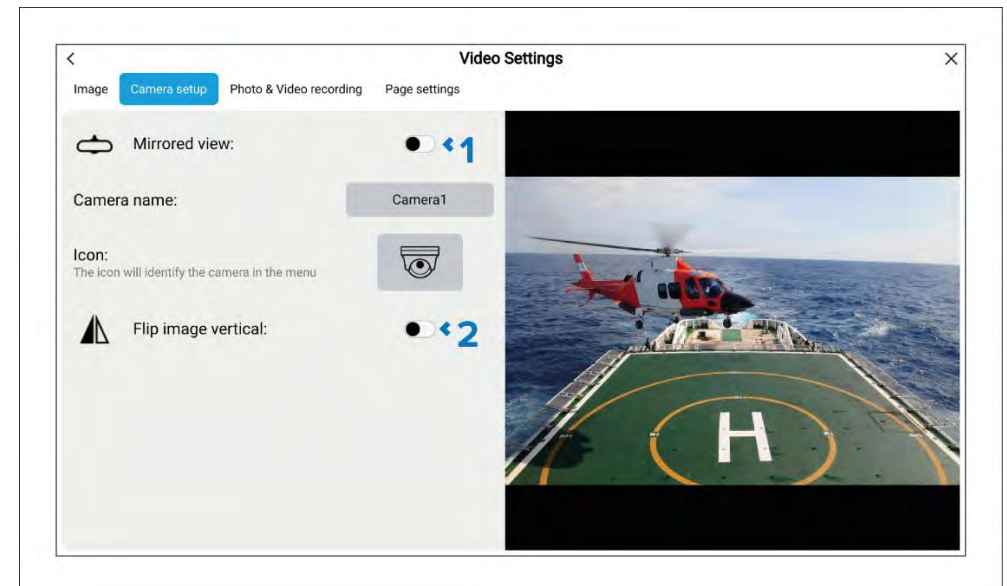 Video Settings
Image Camera setup Photo & Video recording Page settings
Mirrored view: 1
Camera name: Camera1
Icon:
The icon will identify the camera in the menu
Flip image vertical: 2
H